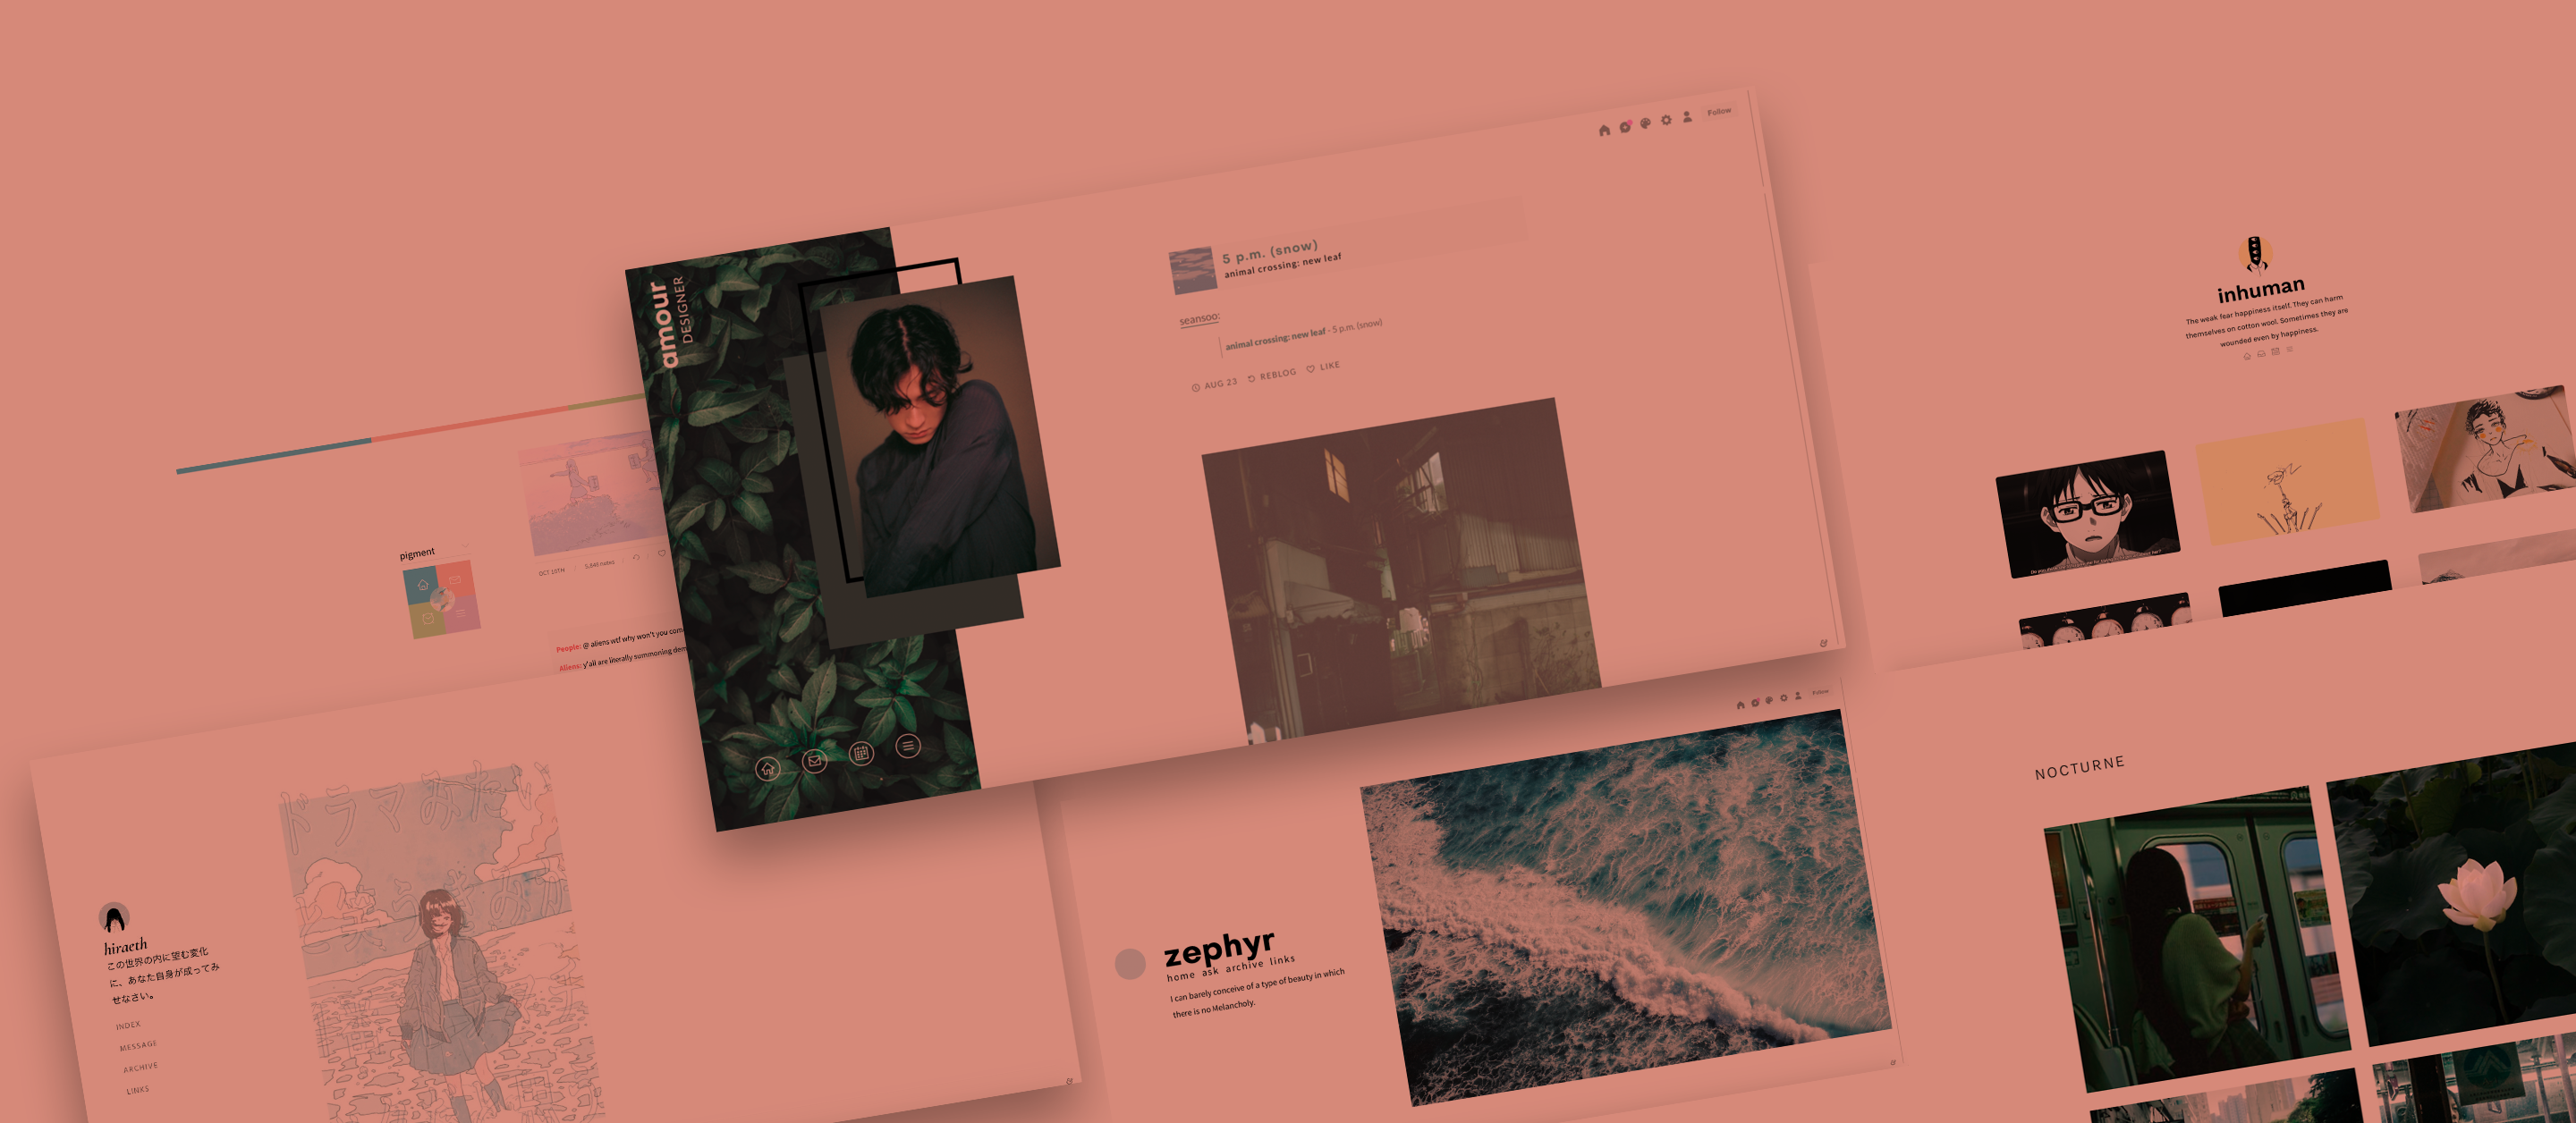 pigment
OCT 10TH
5,848 notes
People: @ aliens wtf why won't you
Aliens: y'all are literally summoning
amour
DESIGNER
Follow
5 p.m. (snow)
animal crossing: new leaf
seansoo:
animal crossing: new leaf - 5 p.m. (snow)
AUG 23
REBLOG
LIKE
inhuman
The weak fear happiness itself. They can harm
themselves on cotton wool. Sometimes they are
wounded even by happiness.
hiraeth
この世界の内に望む変化
に、あなた自身が成ってみ
せなさい。
INDEX
MESSAGE
ARCHIVE
LINKS
ドラマみた
Follow
zephyr
home ask archive links
I can barely conceive of a type of beauty in which
there is no Melancholy.
NOCTURNE